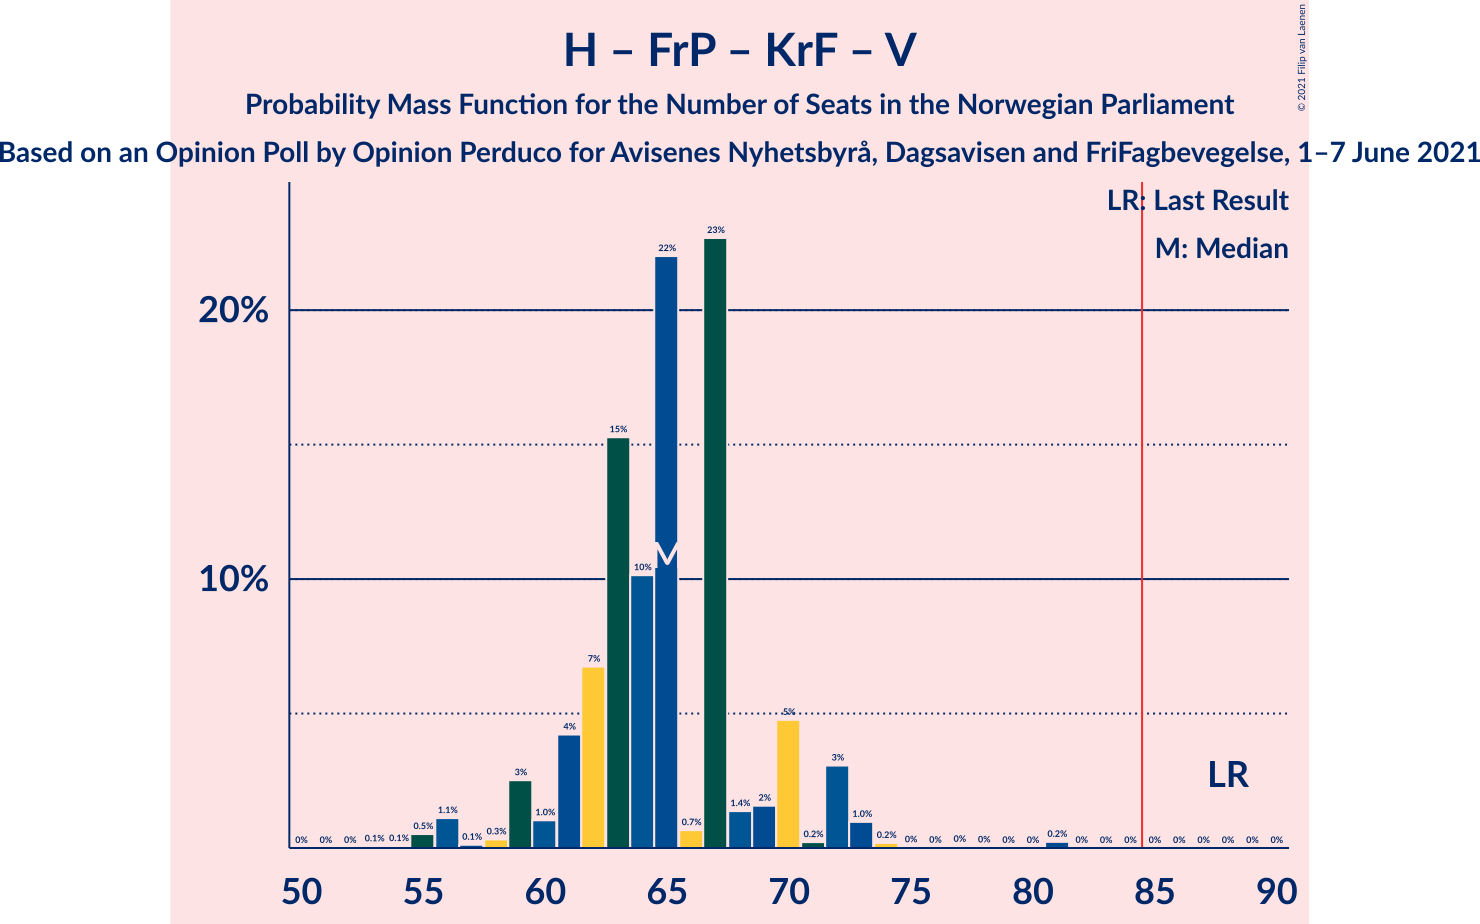 H – FrP – KrF – V
Probability Mass Function for the Number of Seats in the Norwegian Parliament
Based on an Opinion Poll by Opinion Perduco for Avisenes Nyhetsbyrå, Dagsavisen and FriFagbevegelse, 1–7 June 2021
© 2021 Filip van Laenen
LR: Last Result
M: Median
20%
10%
0% 0% 0% 0.1% 0.1% 0.5% 1.1% 0.1% 0.3% 3% 1.0% 4% 7% 15% 10% 22% 0.7% 23% 1.4% 2% 5% 0.2% 3% 1.0% 0.2% 0% 0% 0% 0% 0% 0% 0.2% 0% 0% 0% 0% 0% 0% 0% 0% 0%
M
LR
50 55 60 65 70 75 80 85 90